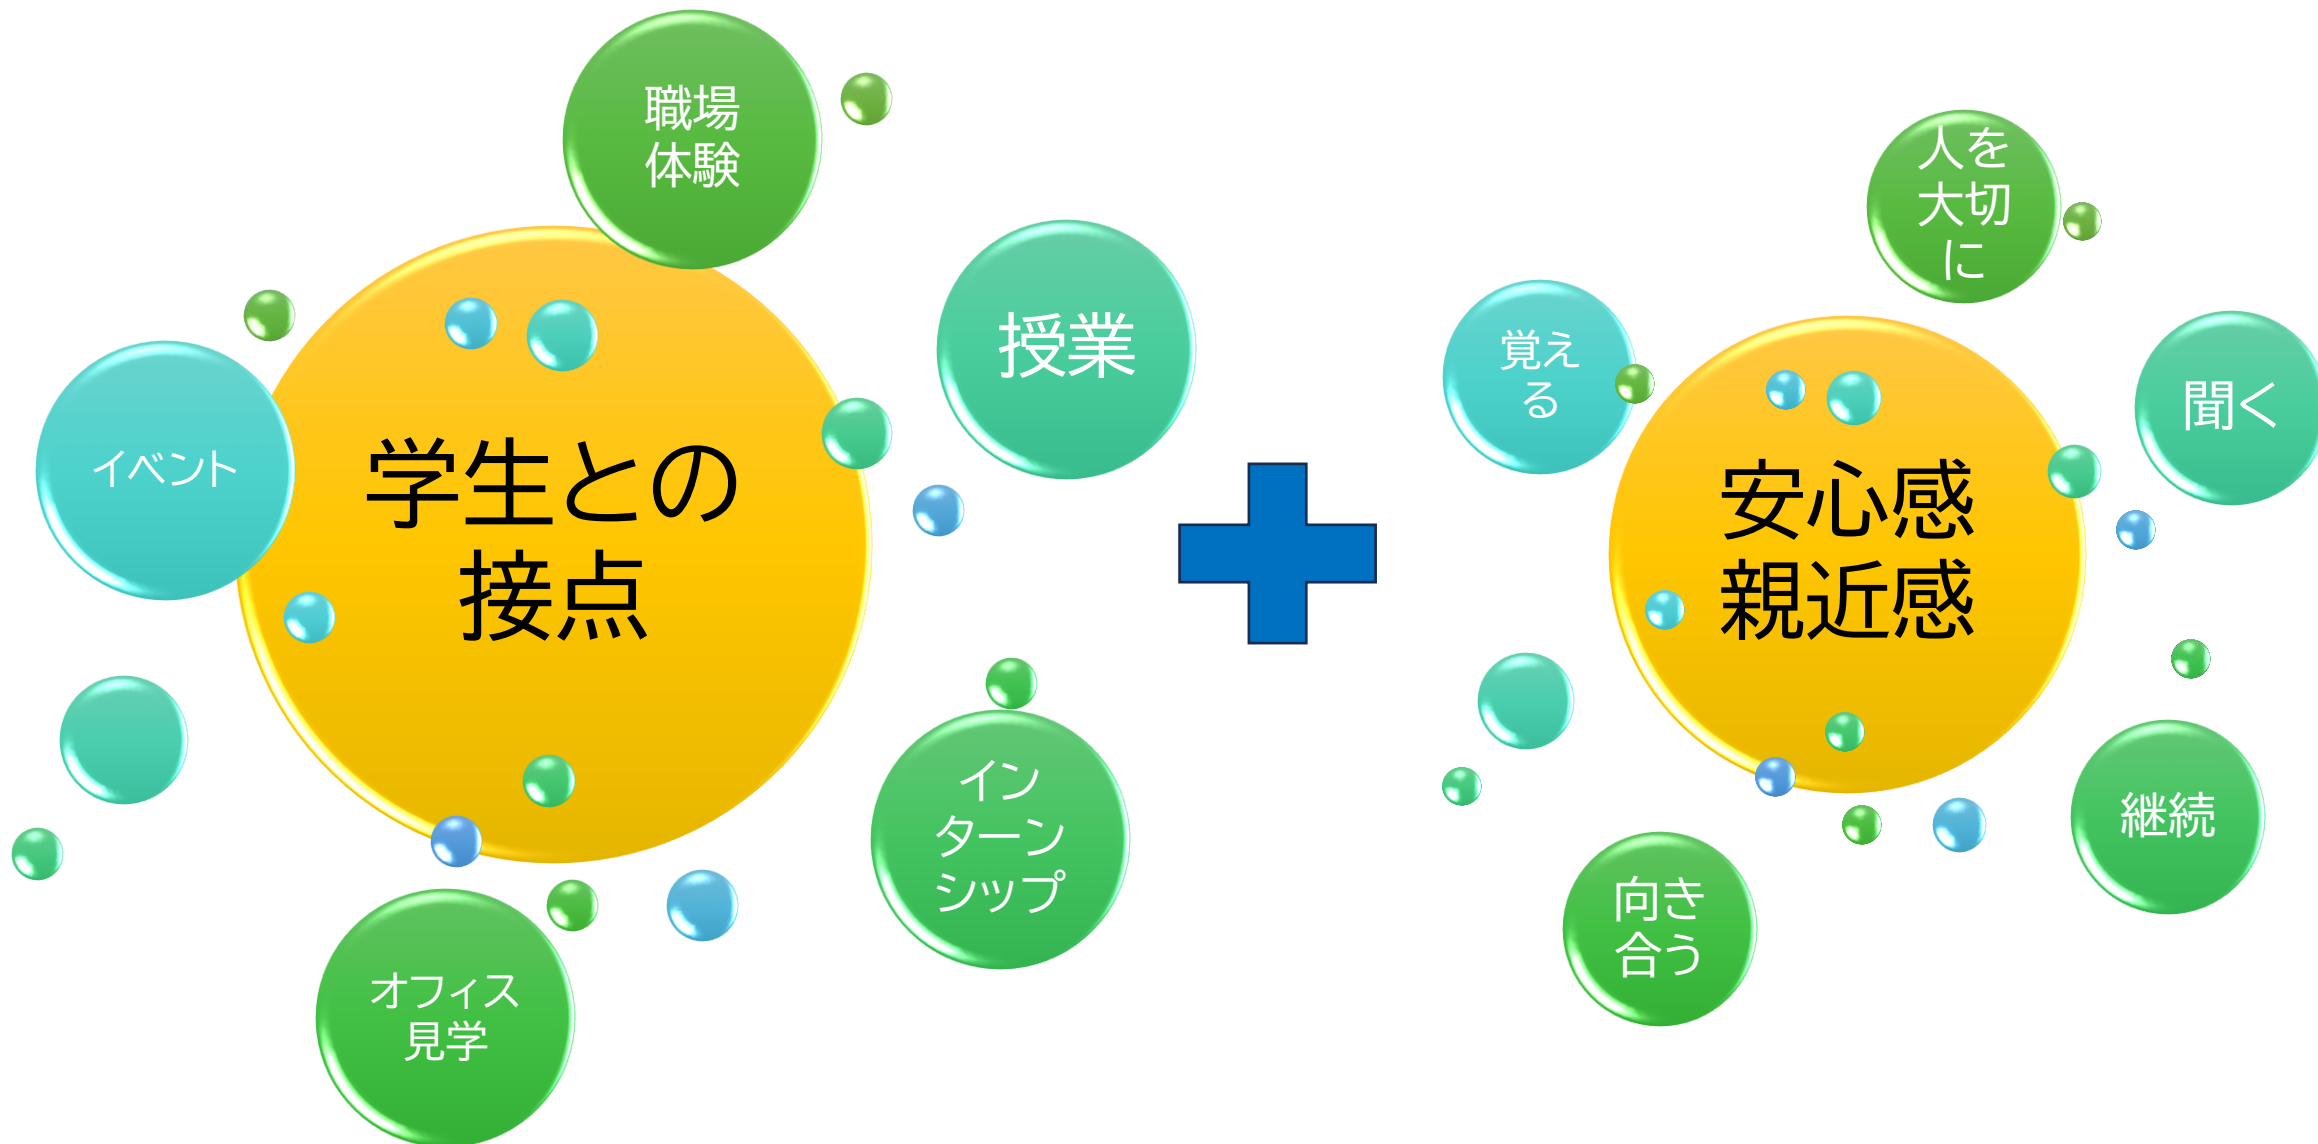 職場
体験
授業
イベント
学生との
接点
イン
ターン
シップ
オフィス
見学
人を
大切
に
覚え
る
聞く
安心感
親近感
継続
向き
合う